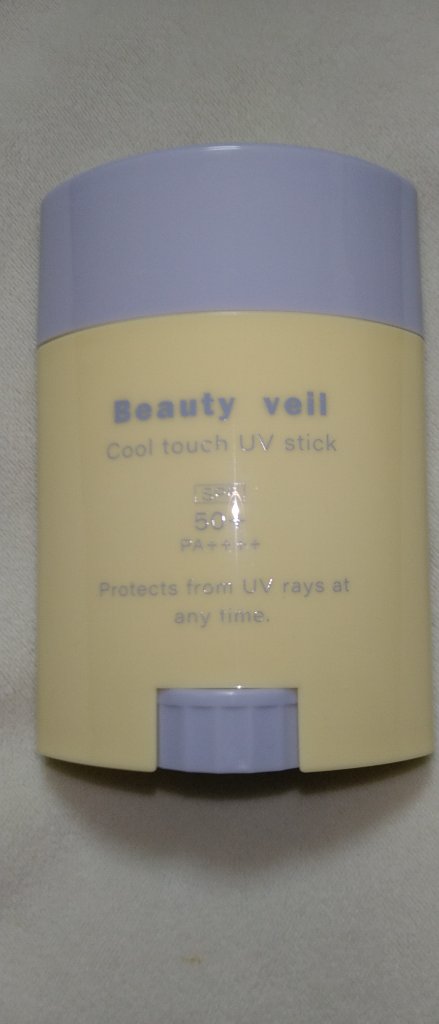 Beauty veil
Cool touch UV stick
SPF
50+
PA++++
Protects from UV rays at
any time.